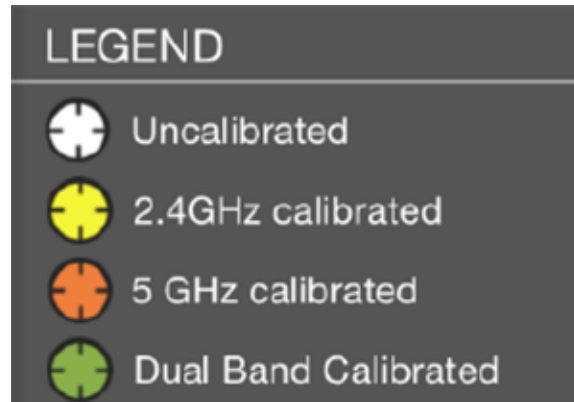 LEGEND
Uncalibrated
2.4GHz calibrated
5 GHz calibrated
Dual Band Calibrated